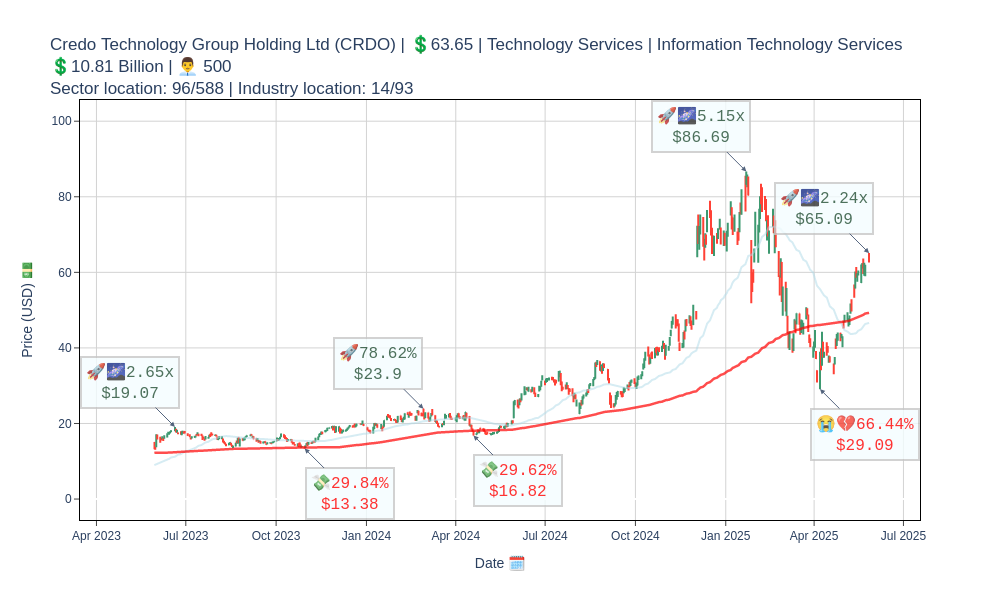 Credo Technology Group Holding Ltd (CRDO) | 💲63.65 | Technology Services | Information Technology Services
💲10.81 Billion | 👨‍💼 500
Sector location: 96/588 | Industry location: 14/93
🚀🌌5.15x
$86.69
🚀🌌2.24x
$65.09
🚀78.62%
$23.9
🚀🌌2.65x
$19.07
😭💔66.44%
$29.09
💸29.62%
$16.82
💸29.84%
$13.38
100
80
60
40
20
0
Price (USD) 💵
Apr 2023
Jul 2023
Oct 2023
Jan 2024
Apr 2024
Jul 2024
Oct 2024
Jan 2025
Apr 2025
Jul 2025
Date 🗓️